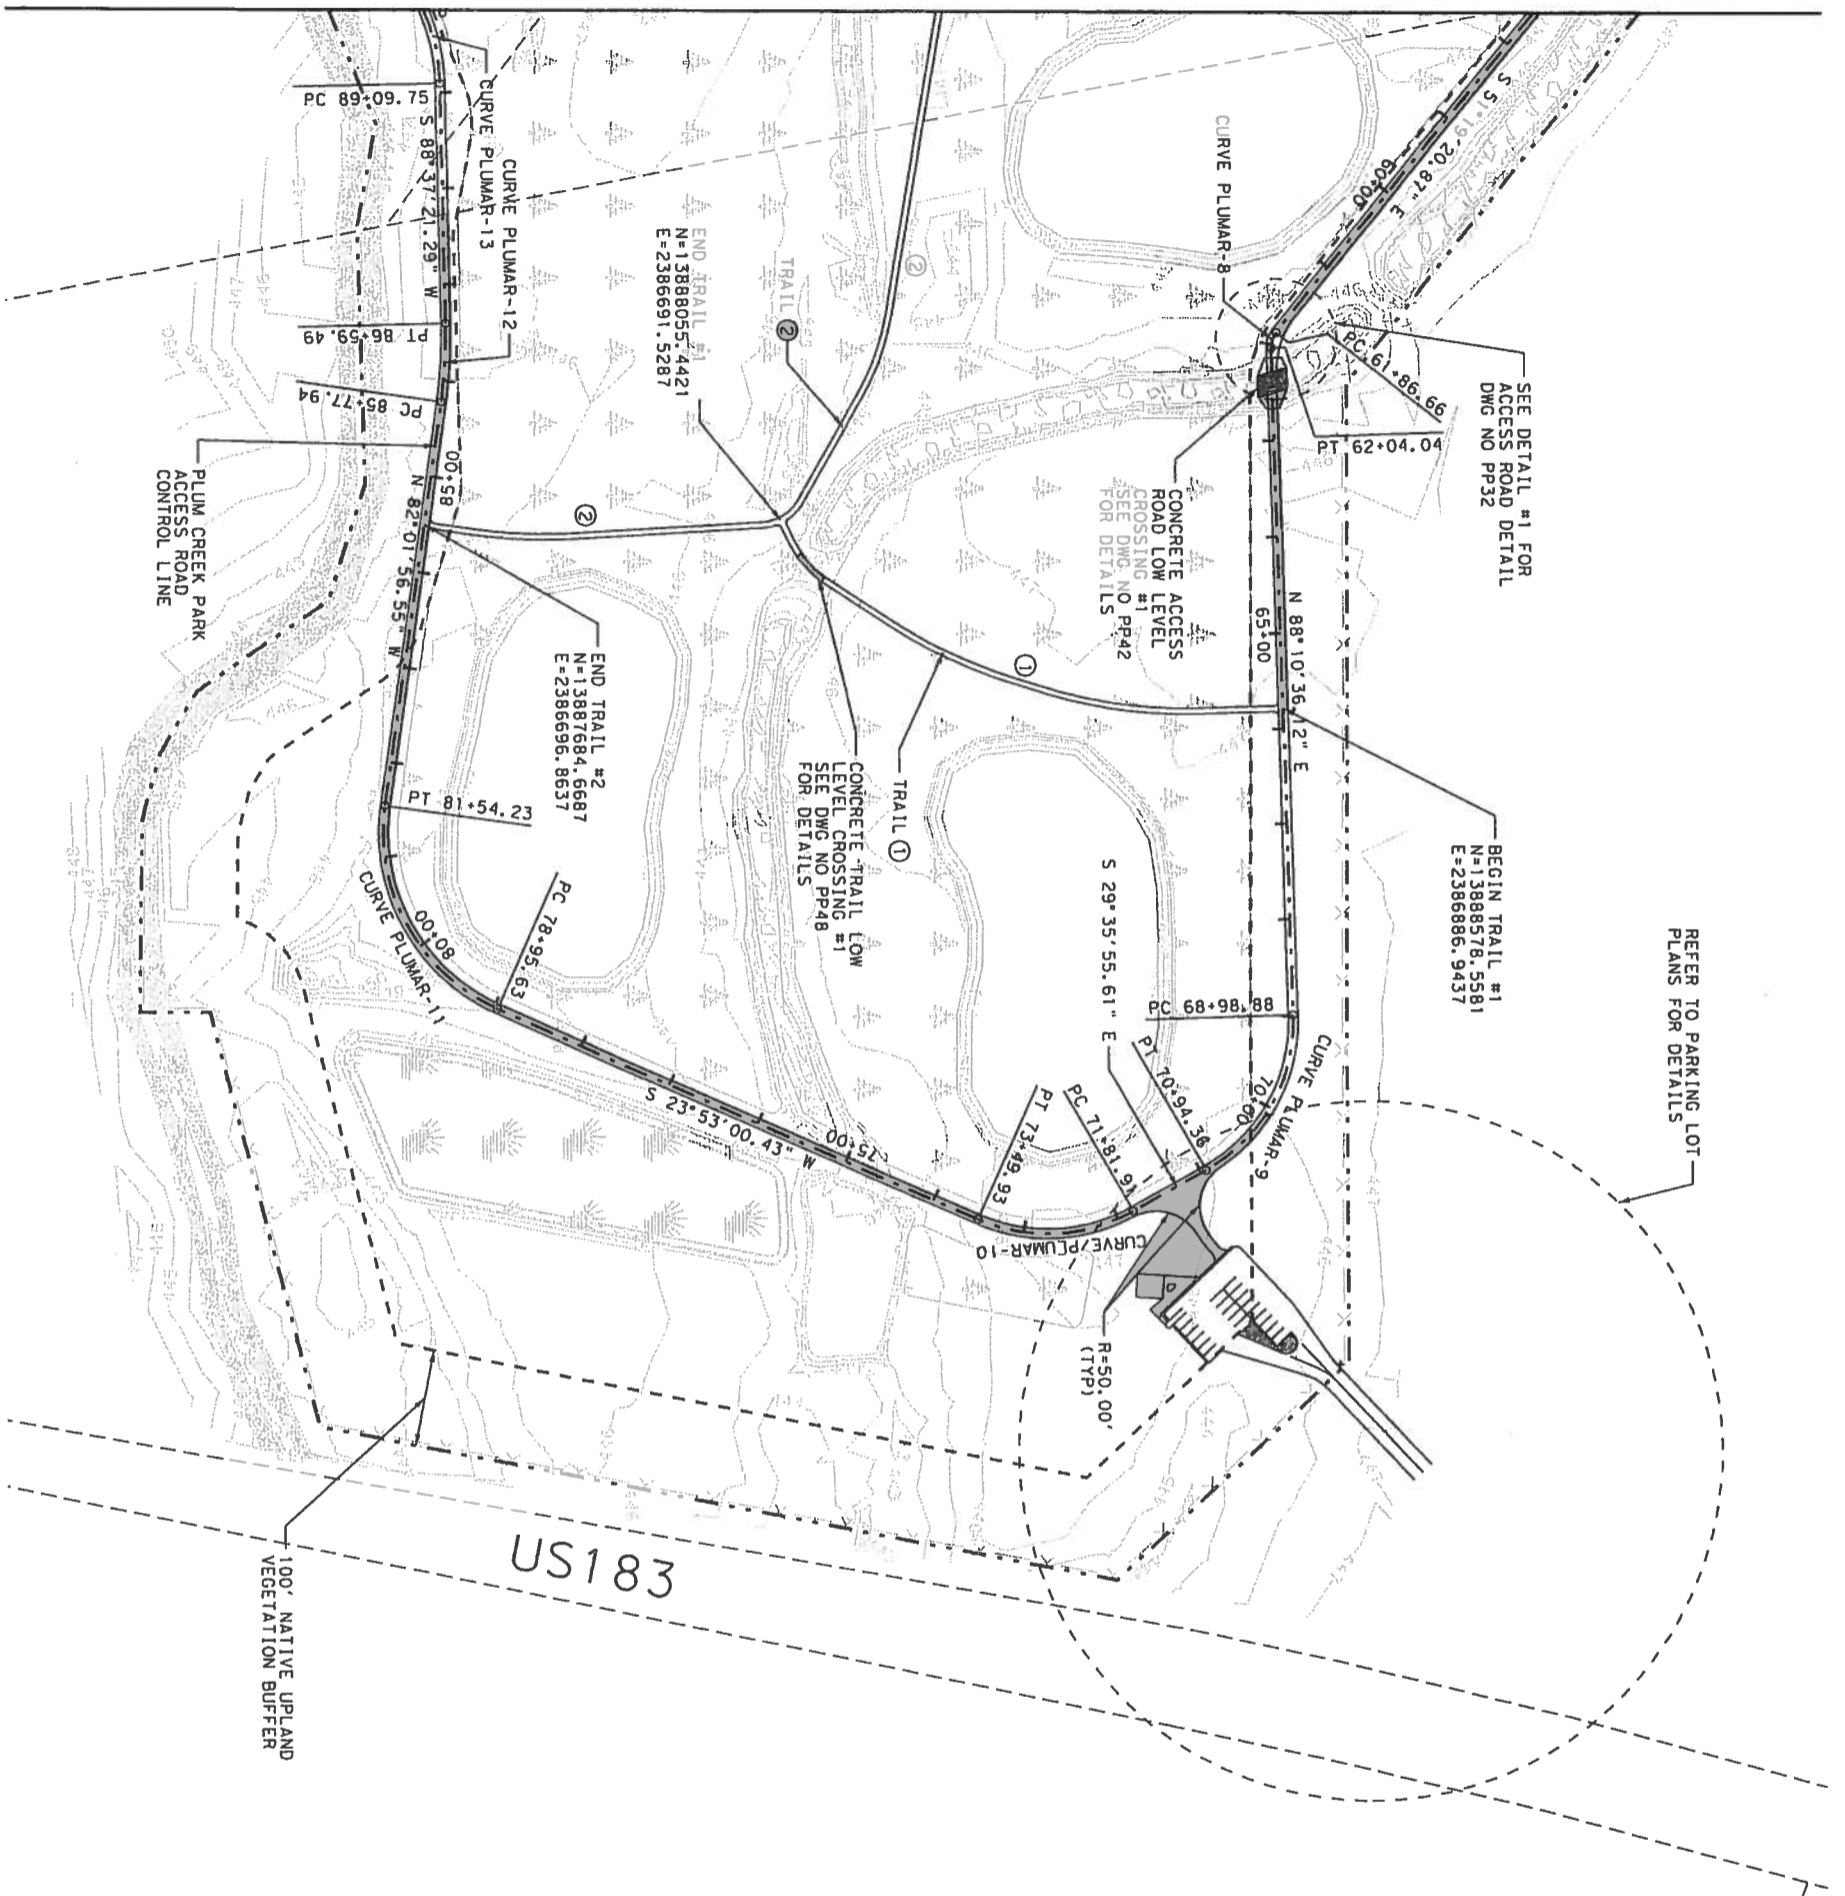 S 51°19'20.87" E
60+00
CURVE PLUMAR-8
PC 61+86.66
PT 62+04.04
SEE DETAIL #1 FOR
ACCESS ROAD DETAIL
DWG NO PP32
CONCRETE ACCESS
ROAD LOW LEVEL
CROSSING #1
SEE DWG NO PP42
FOR DETAILS
N 88°10'36.12" E
65+00
BEGIN TRAIL #1
N=13888578.5581
E=2386886.9437
REFER TO PARKING LOT
PLANS FOR DETAILS
PC 68+98.88
CURVE PLUMAR-9
70+00
PT 70+94.36
S 29°35'55.61" E
PC 71+81.91
CURVE PLUMAR-10
R=50.00'
(TYP)
PT 73+49.93
75+00
S 23°53'00.43" W
PC 78+95.63
80+00
CURVE PLUMAR-11
PT 81+54.23
N 82°01'56.55" W
85+00
PLUM CREEK PARK
ACCESS ROAD
CONTROL LINE
PC 85+77.94
PT 86+59.49
CURVE PLUMAR-12
S 88°37'21.29" W
PC 89+09.75
CURVE PLUMAR-13
END TRAIL #1
N=13888055.4421
E=2386691.5287
TRAIL 2
2
2
END TRAIL #2
N=13887684.6687
E=2386696.8637
CONCRETE TRAIL LOW
LEVEL CROSSING #1
SEE DWG NO PP48
FOR DETAILS
TRAIL 1
1
US183
100' NATIVE UPLAND
VEGETATION BUFFER